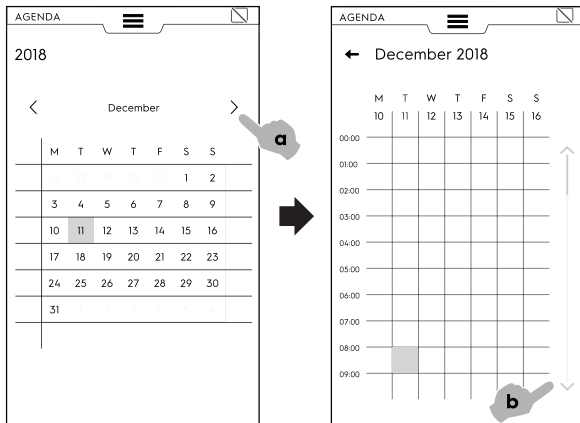 AGENDA
2018
December
a
M T W T F S S
26 27 28 29 30 1 2
3 4 5 6 7 8 9
10 11 12 13 14 15 16
17 18 19 20 21 22 23
24 25 26 27 28 29 30
31 1 2 3 4 5 6
AGENDA
December 2018
M T W T F S S
10 11 12 13 14 15 16
00:00
01:00
02:00
03:00
04:00
05:00
06:00
07:00
08:00
09:00
b